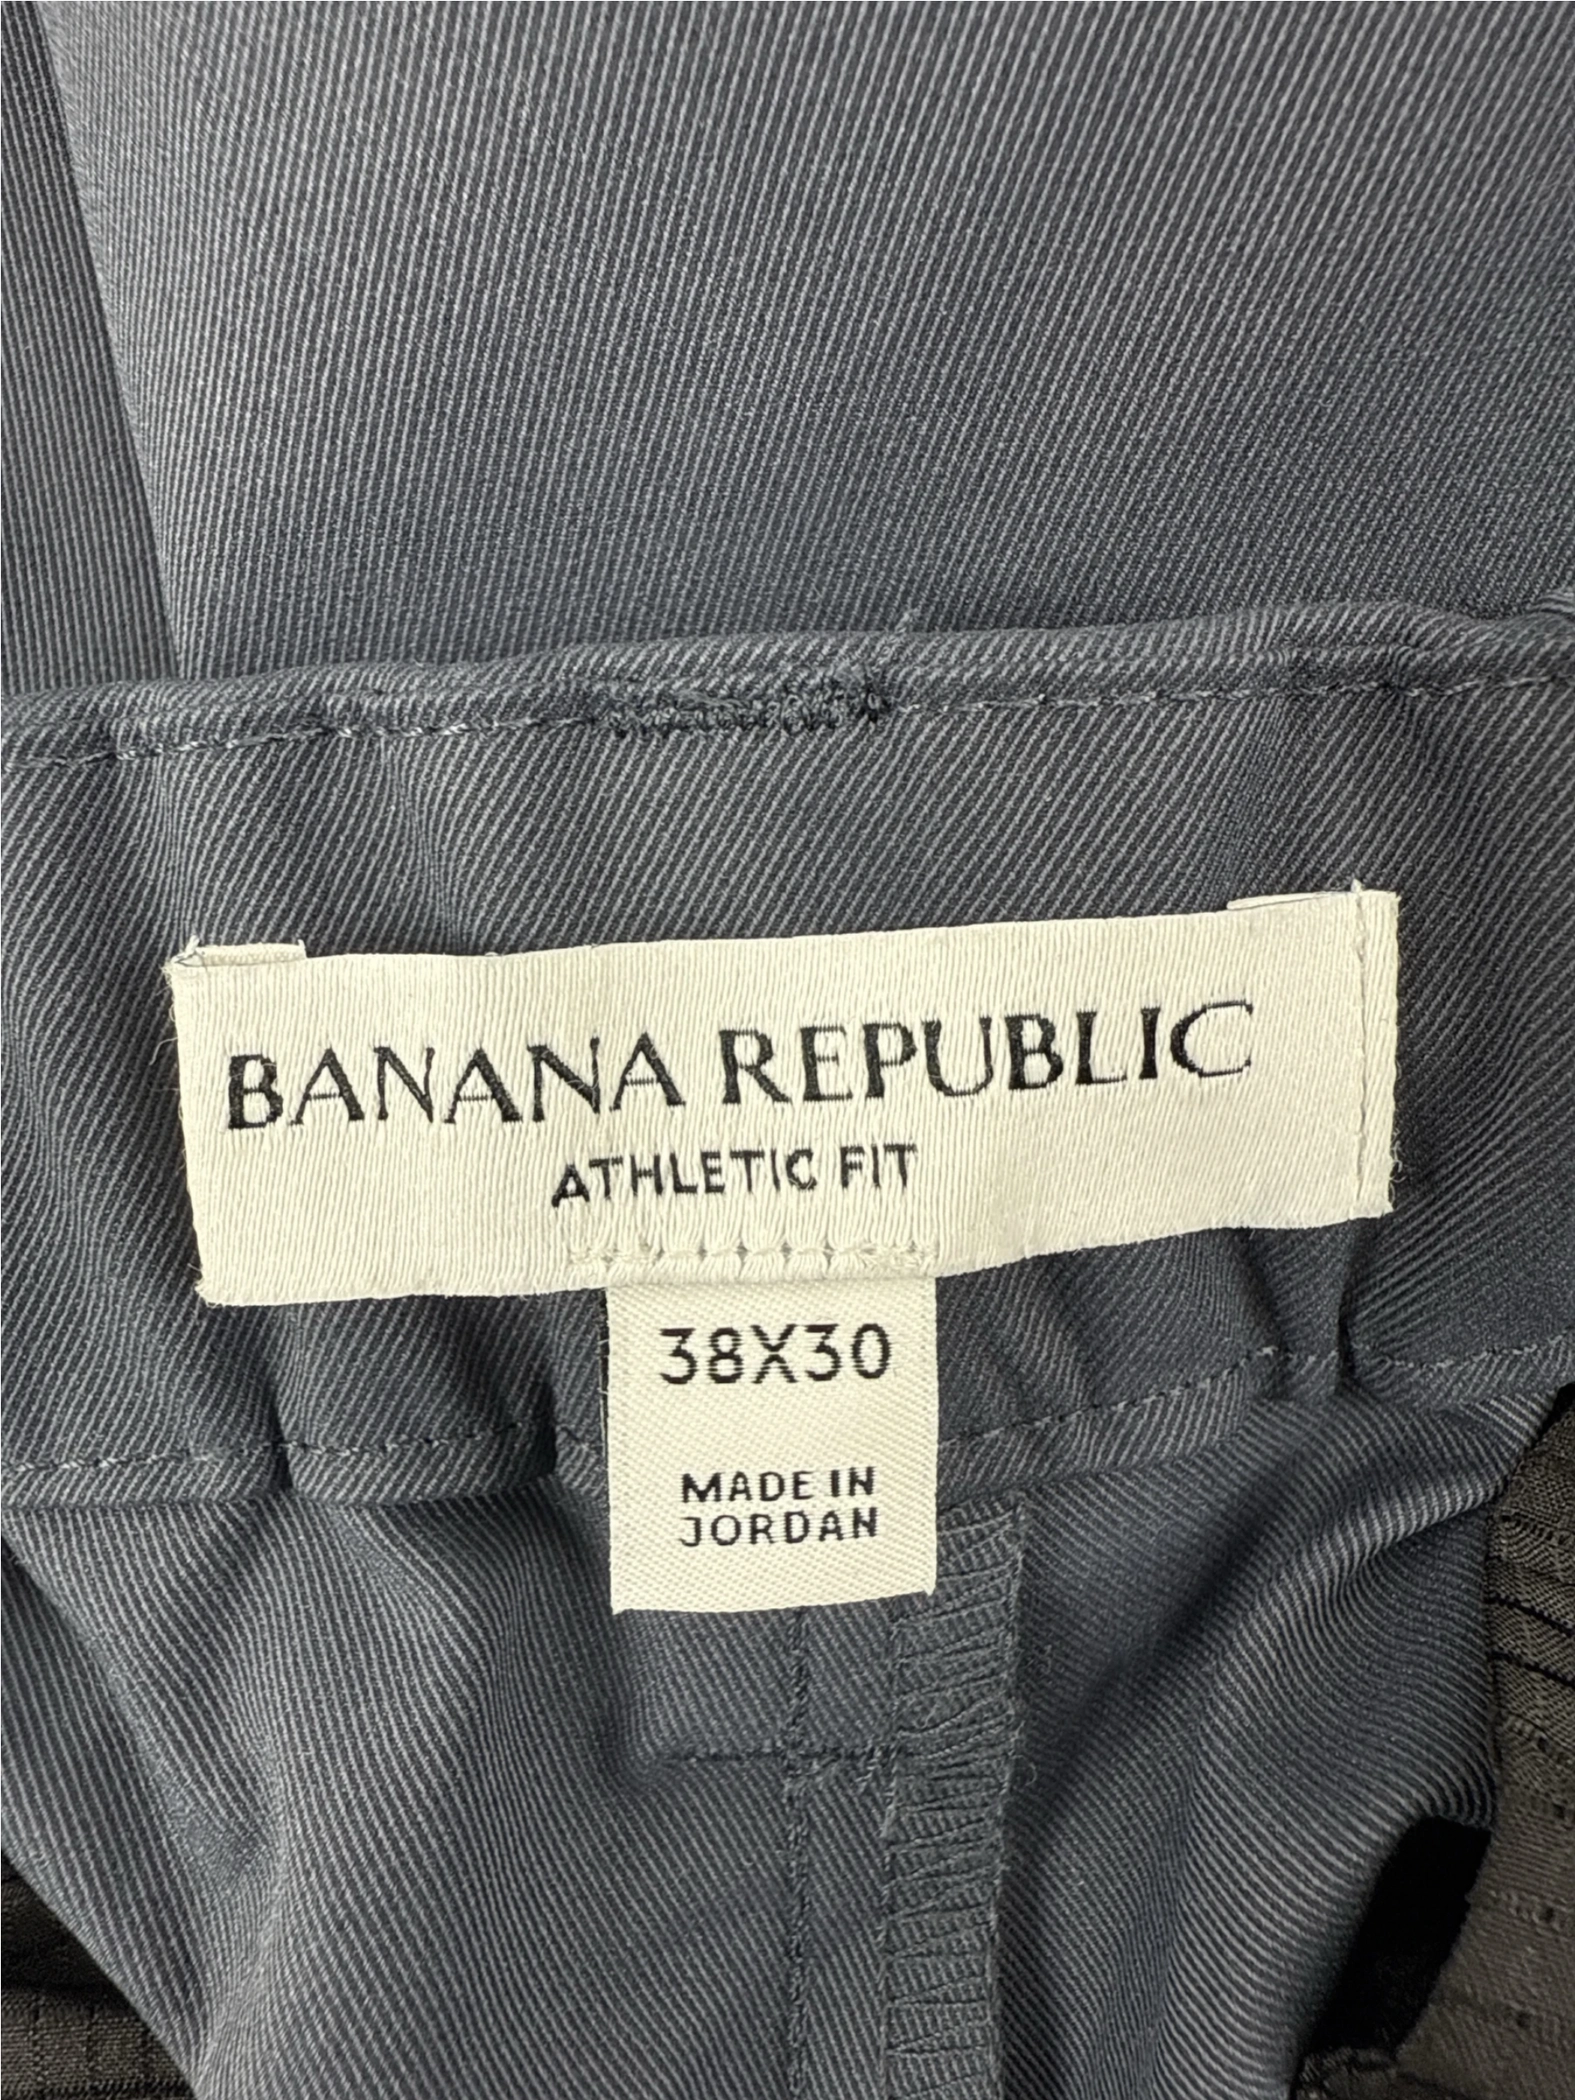 BANANA REPUBLIC
ATHLETIC FIT
38X30
MADE IN
JORDAN